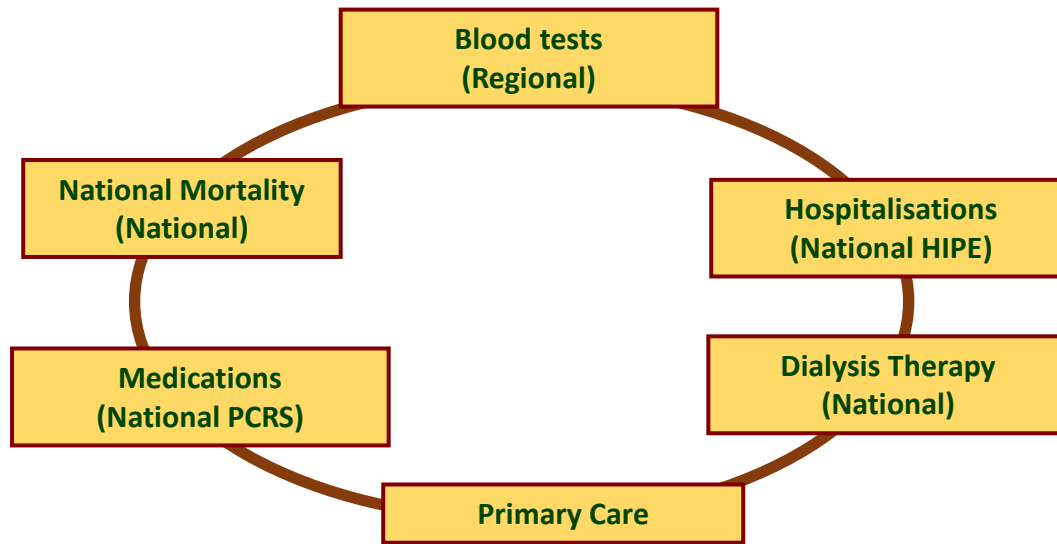 Blood tests
(Regional)
National Mortality
(National)
Hospitalisations
(National HIPE)
Medications
(National PCRS)
Dialysis Therapy
(National)
Primary Care